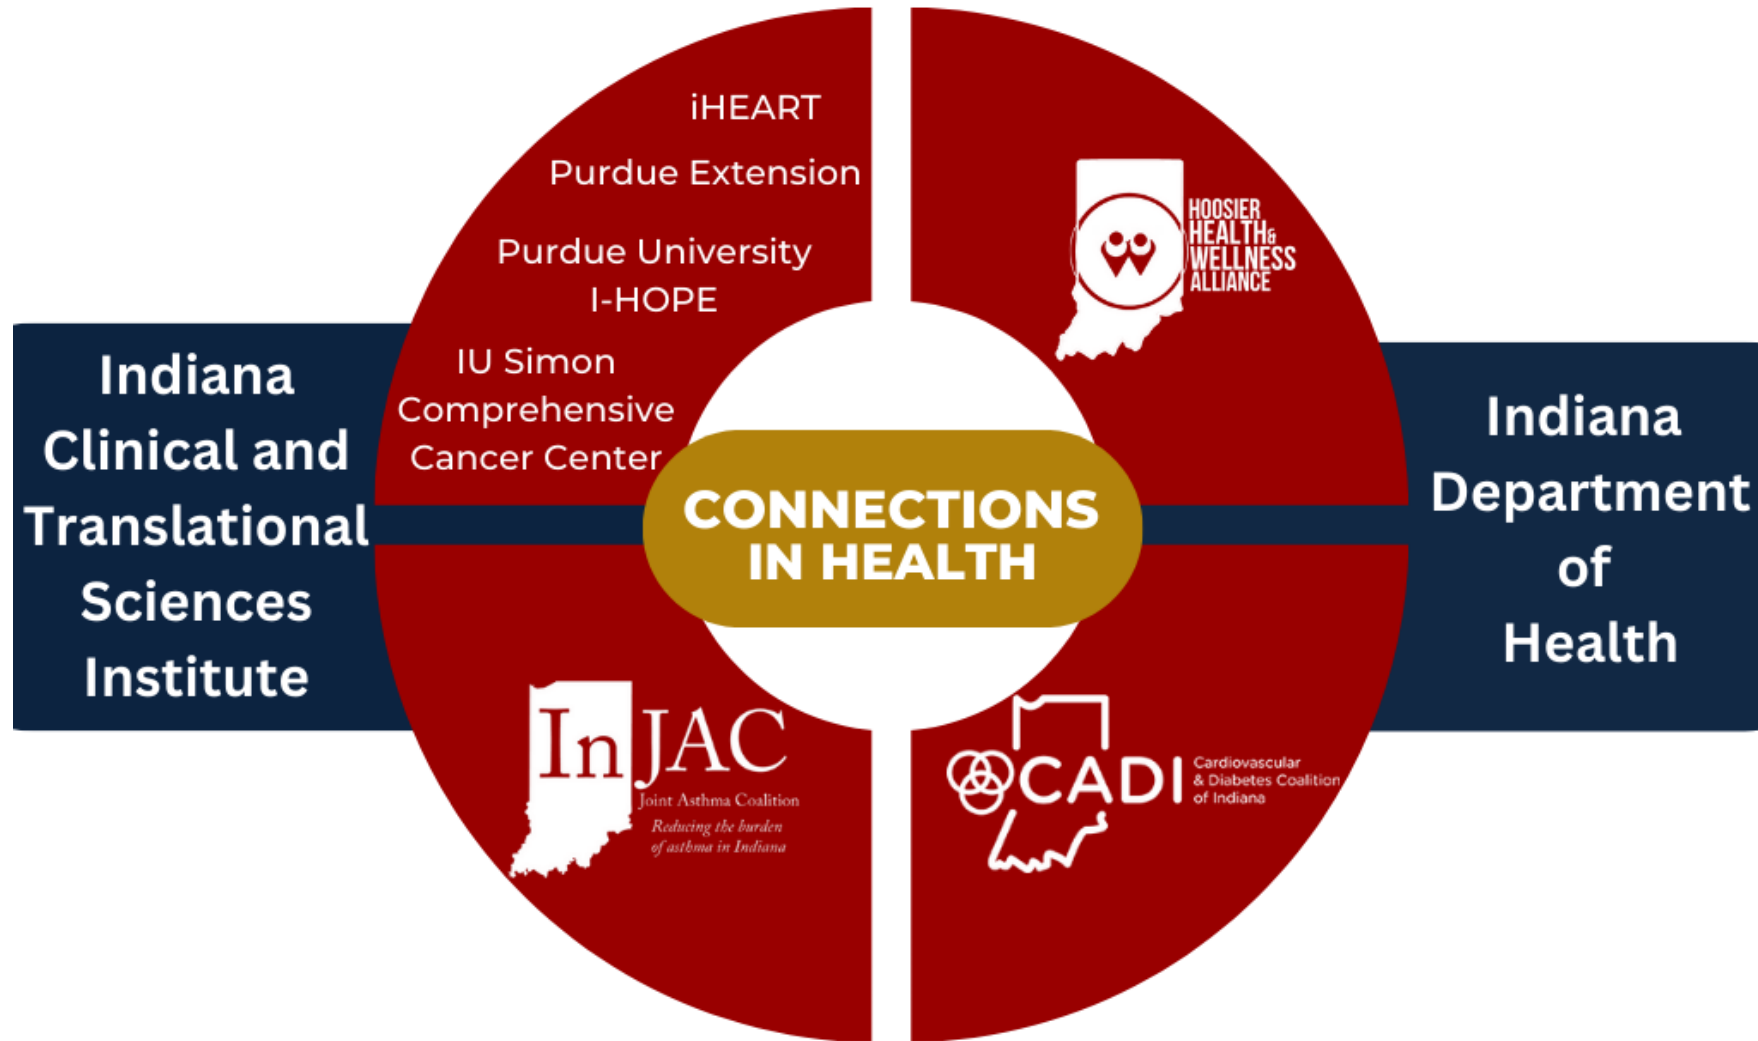 iHEART
Purdue Extension
Purdue University
I-HOPE
IU Simon
Comprehensive
Cancer Center
HOOSIER
HEALTH&
WELLNESS
ALLIANCE
Indiana
Clinical and
Translational
Sciences
Institute
CONNECTIONS
IN HEALTH
Indiana
Department
of
Health
InJAC
Joint Asthma Coalition
Reducing the burden
of asthma in Indiana
CADI
Cardiovascular
& Diabetes Coalition
of Indiana